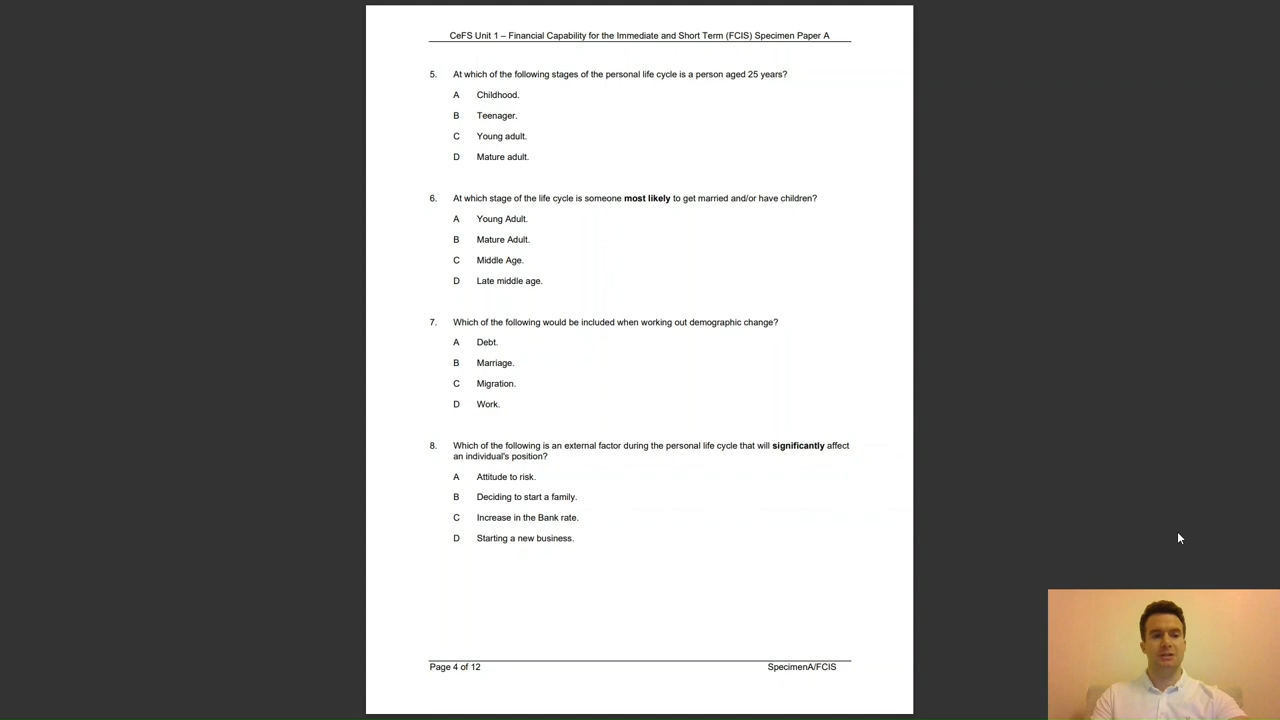 CeFS Unit 1 – Financial Capability for the Immediate and Short Term (FCIS) Specimen Paper A
5. At which of the following stages of the personal life cycle is a person aged 25 years?
A Childhood.
B Teenager.
C Young adult.
D Mature adult.
6. At which stage of the life cycle is someone most likely to get married and/or have children?
A Young Adult.
B Mature Adult.
C Middle Age.
D Late middle age.
7. Which of the following would be included when working out demographic change?
A Debt.
B Marriage.
C Migration.
D Work.
8. Which of the following is an external factor during the personal life cycle that will significantly affect
an individual's position?
A Attitude to risk.
B Deciding to start a family.
C Increase in the Bank rate.
D Starting a new business.
Page 4 of 12 SpecimenA/FCIS